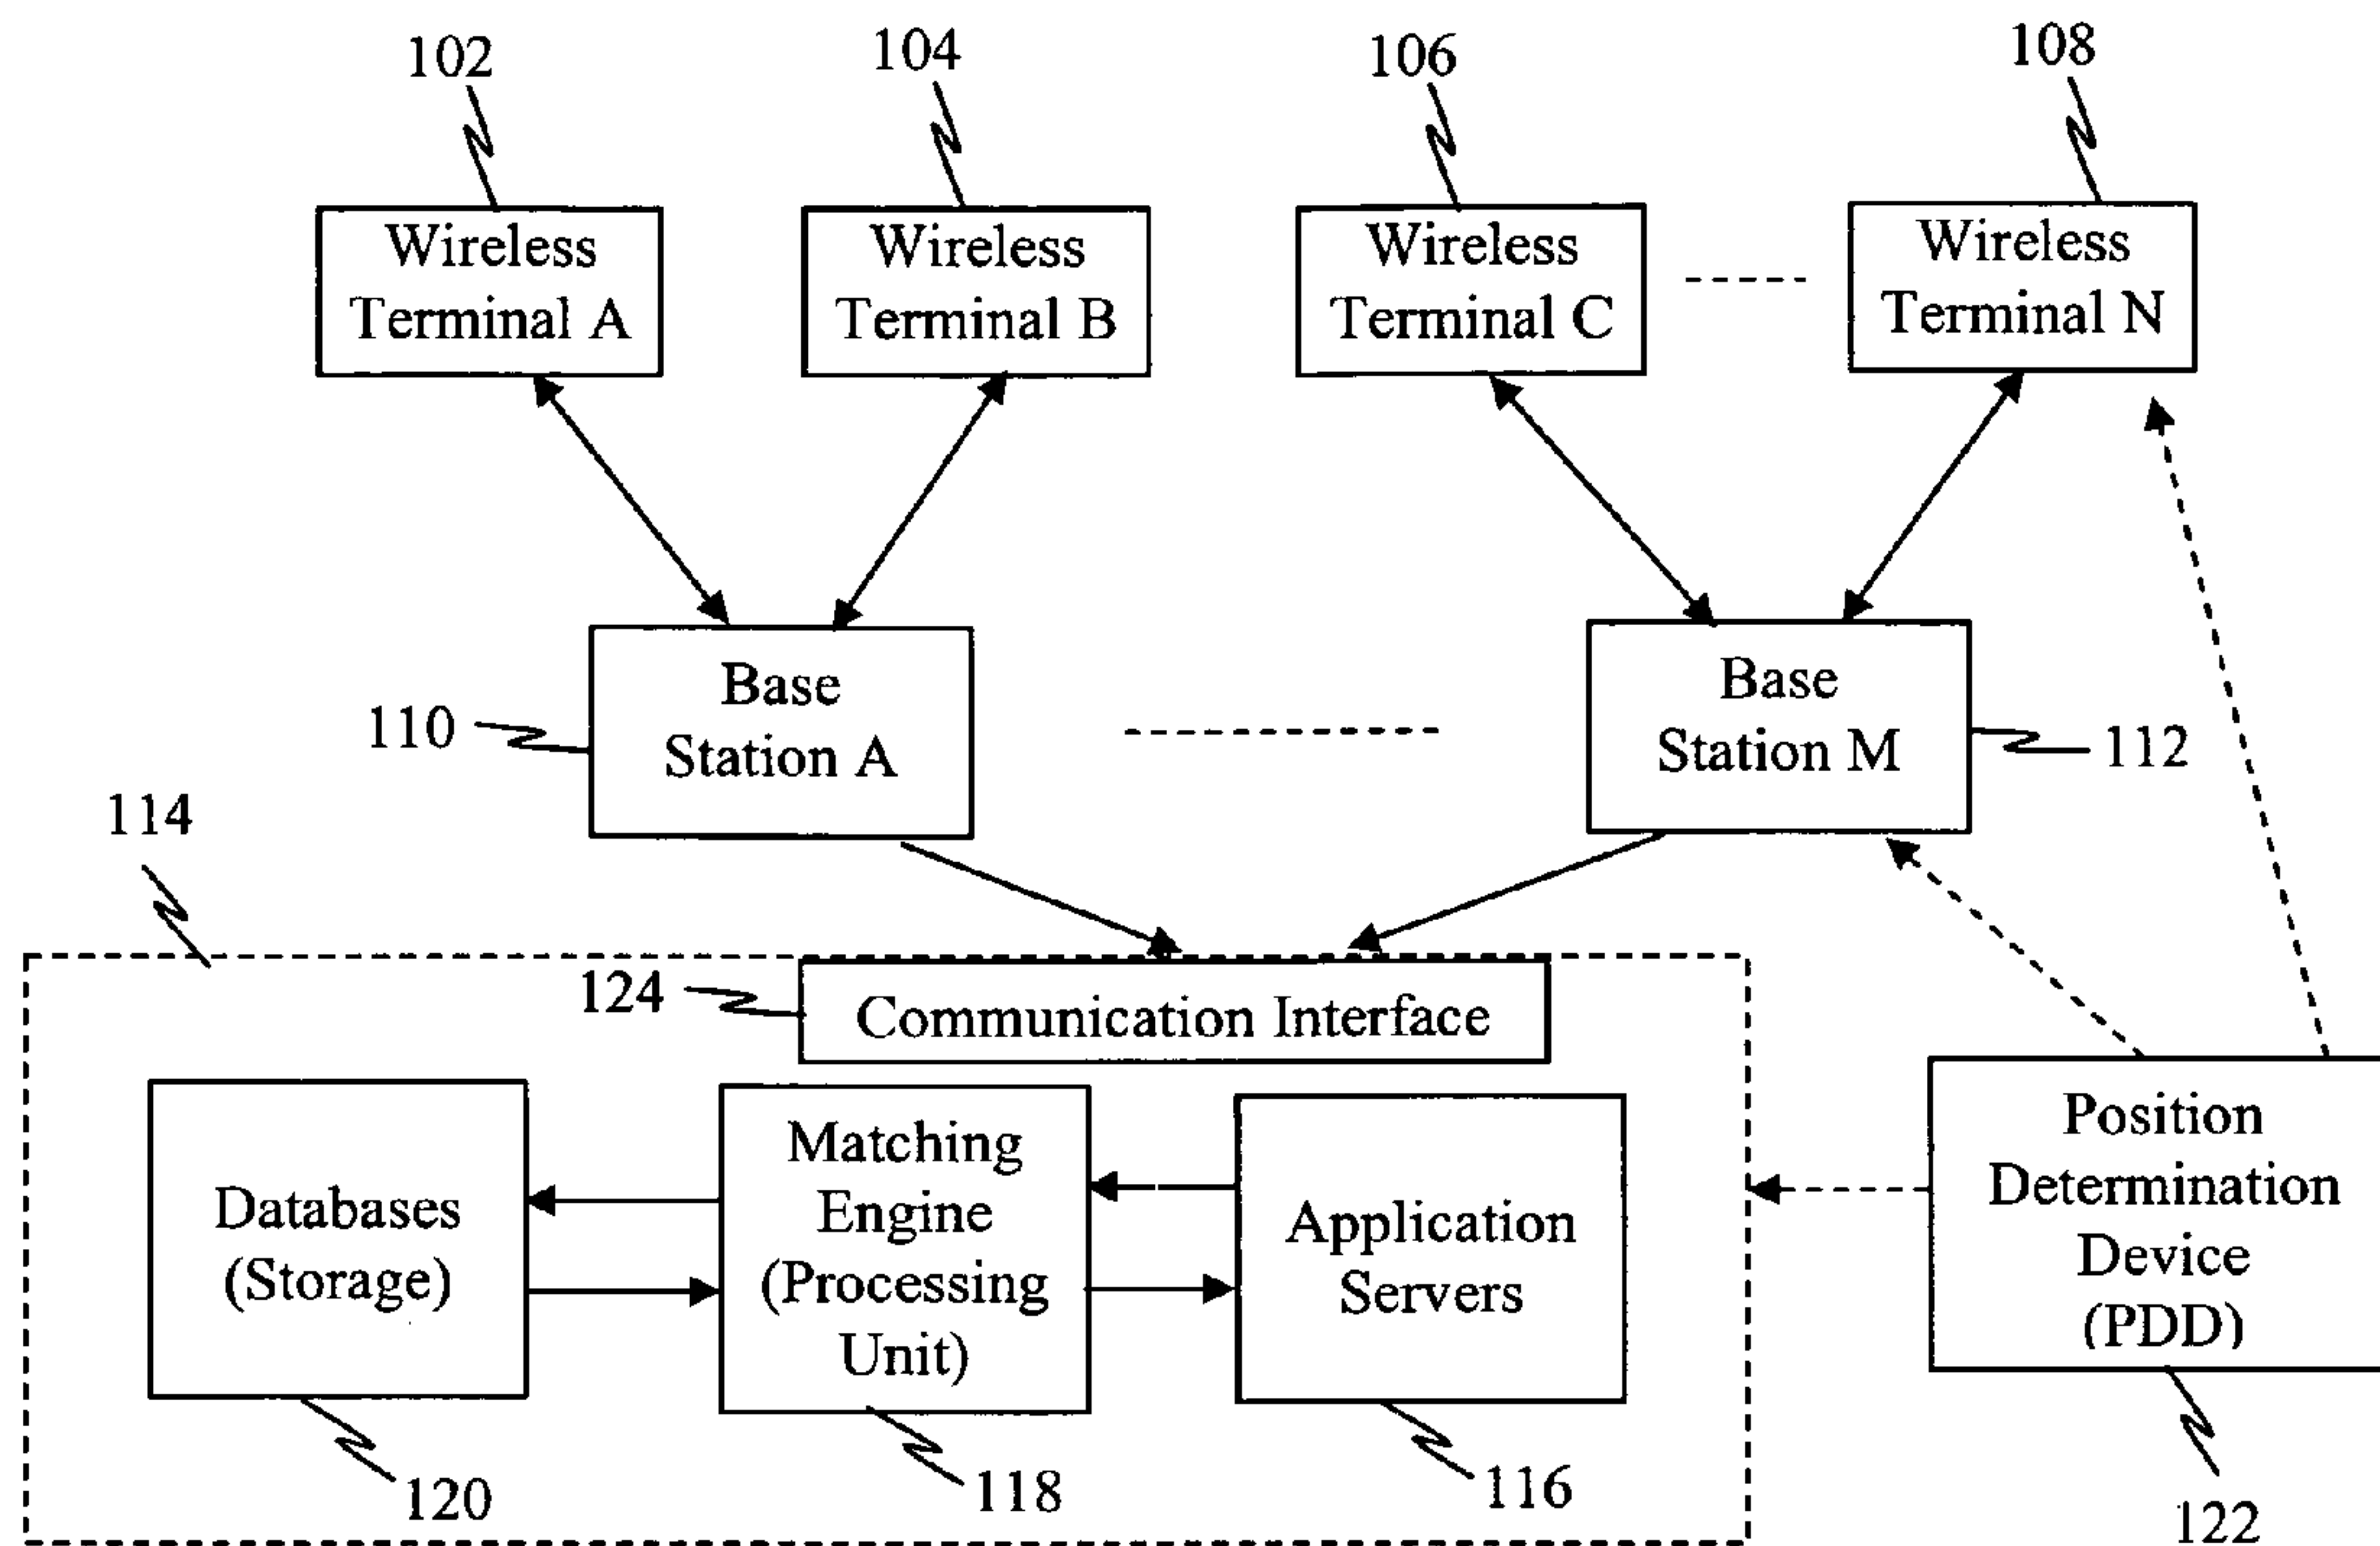 102
104
106
108
Wireless
Terminal A
Wireless
Terminal B
Wireless
Terminal C
Wireless
Terminal N
Base
Station A
Base
Station M
110
112
114
124
Communication Interface
Databases
(Storage)
Matching
Engine
(Processing
Unit)
Application
Servers
Position
Determination
Device
(PDD)
120
118
116
122